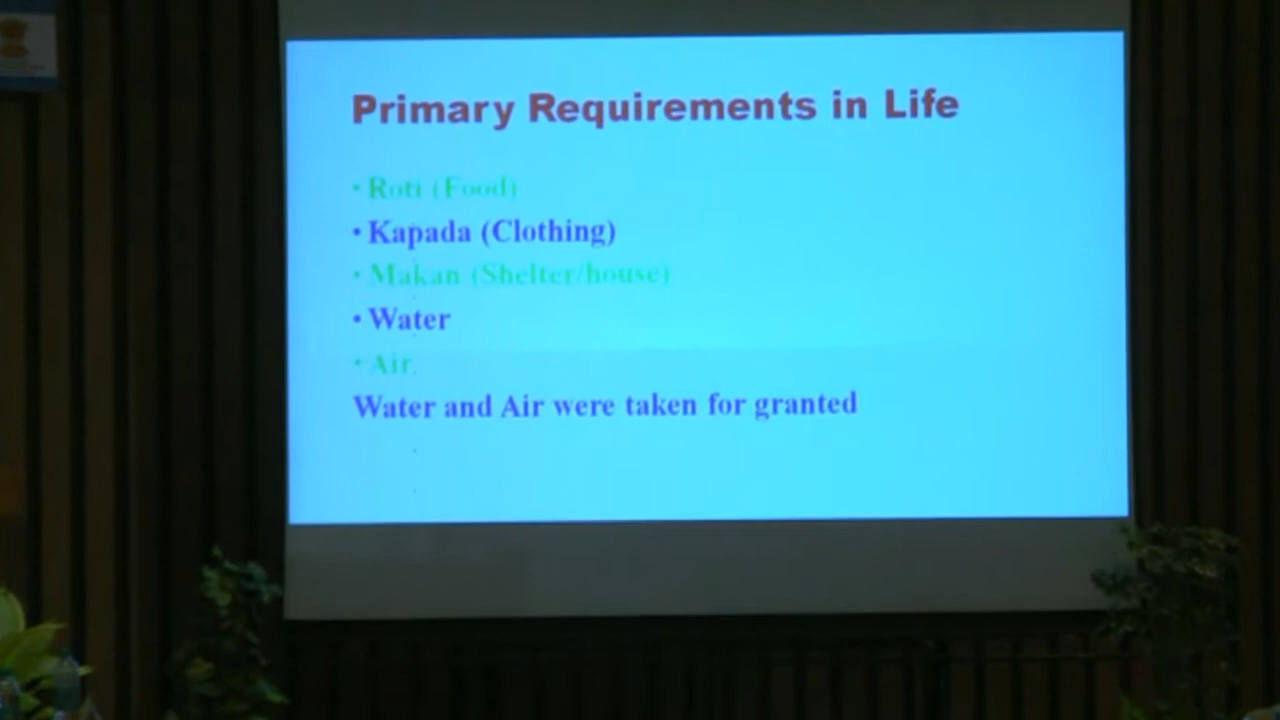 Primary Requirements in Life
• Roti (Food)
• Kapada (Clothing)
• Makan (Shelter/house)
• Water
• Air.
Water and Air were taken for granted